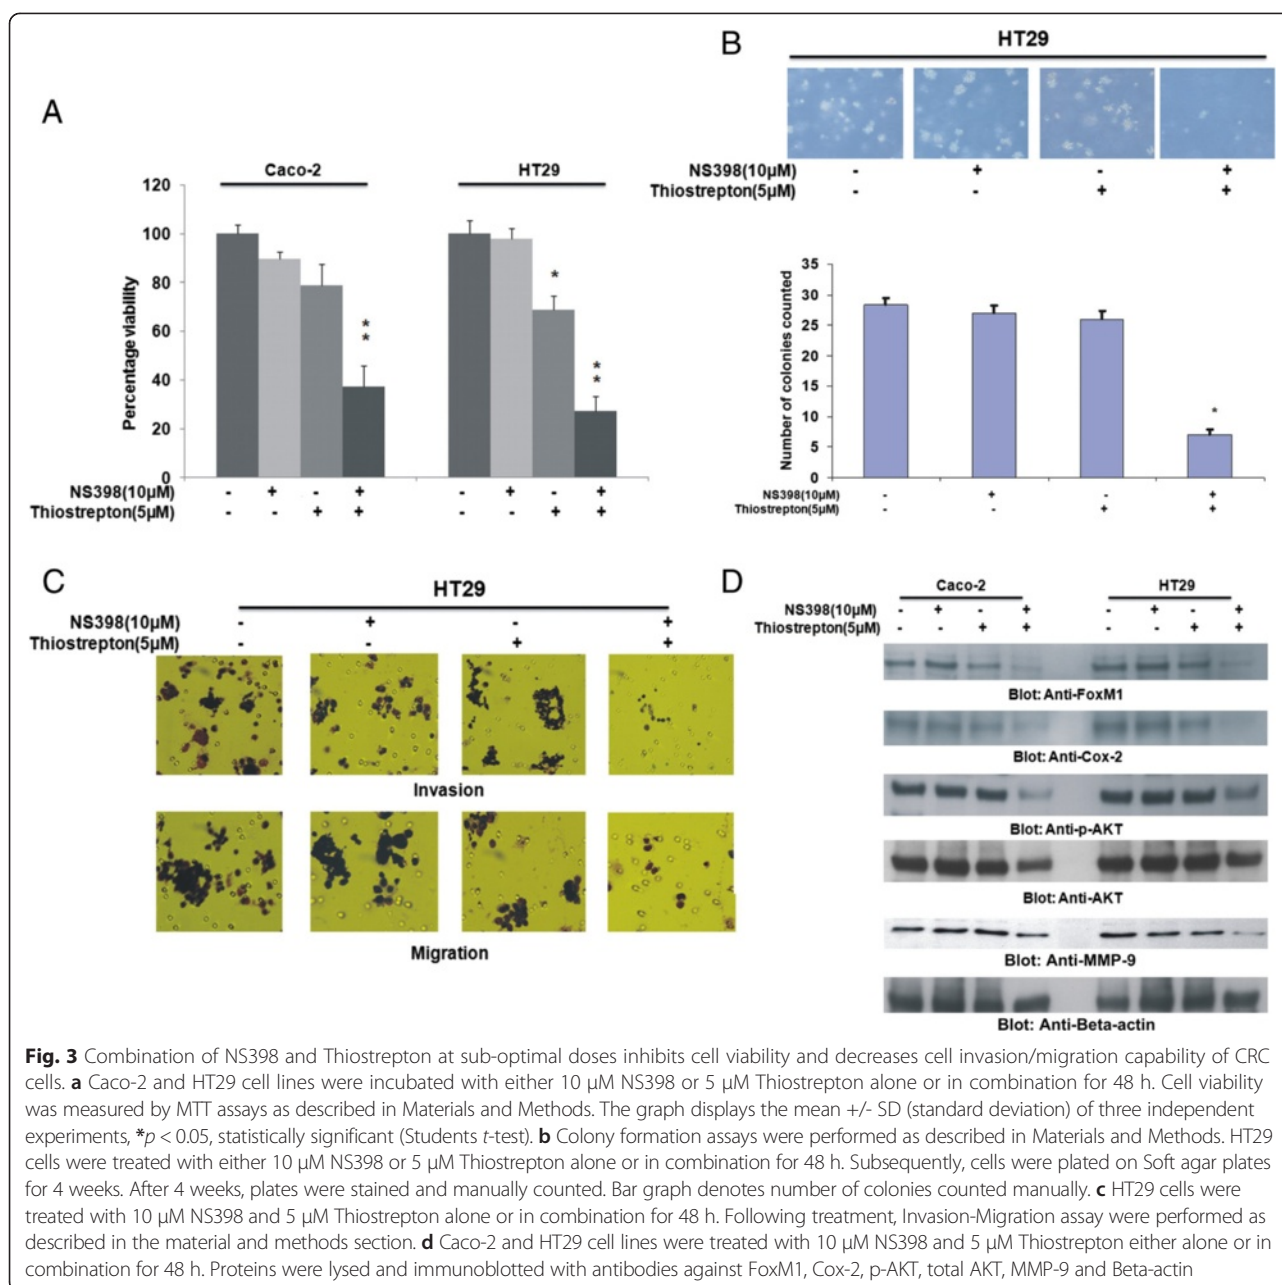 A
Caco-2 HT29
120
100
80
60
40
20
0
Percentage viability
*
*
*
*
*
NS398(10μM) - + - + - + - +
Thiostrepton(5μM) - - + + - - + +
B
HT29
NS398(10μM) - + - +
Thiostrepton(5μM) - - + +
35
30
25
20
15
10
5
0
Number of colonies counted
*
NS398(10μM) - + - +
Thiostrepton(5μM) - - + +
C
HT29
NS398(10μM) - + - +
Thiostrepton(5μM) - - + +
Invasion
Migration
D
Caco-2 HT29
NS398(10μM) - + - + - + - +
Thiostrepton(5μM) - - + + - - + +
Blot: Anti-FoxM1
Blot: Anti-Cox-2
Blot: Anti-p-AKT
Blot: Anti-AKT
Blot: Anti-MMP-9
Blot: Anti-Beta-actin
Fig. 3 Combination of NS398 and Thiostrepton at sub-optimal doses inhibits cell viability and decreases cell invasion/migration capability of CRC
cells. a Caco-2 and HT29 cell lines were incubated with either 10 μM NS398 or 5 μM Thiostrepton alone or in combination for 48 h. Cell viability
was measured by MTT assays as described in Materials and Methods. The graph displays the mean +/- SD (standard deviation) of three independent
experiments, *p < 0.05, statistically significant (Students t-test). b Colony formation assays were performed as described in Materials and Methods. HT29
cells were treated with either 10 μM NS398 or 5 μM Thiostrepton alone or in combination for 48 h. Subsequently, cells were plated on Soft agar plates
for 4 weeks. After 4 weeks, plates were stained and manually counted. Bar graph denotes number of colonies counted manually. c HT29 cells were
treated with 10 μM NS398 and 5 μM Thiostrepton alone or in combination for 48 h. Following treatment, Invasion-Migration assay were performed as
described in the material and methods section. d Caco-2 and HT29 cell lines were treated with 10 μM NS398 and 5 μM Thiostrepton either alone or in
combination for 48 h. Proteins were lysed and immunoblotted with antibodies against FoxM1, Cox-2, p-AKT, total AKT, MMP-9 and Beta-actin